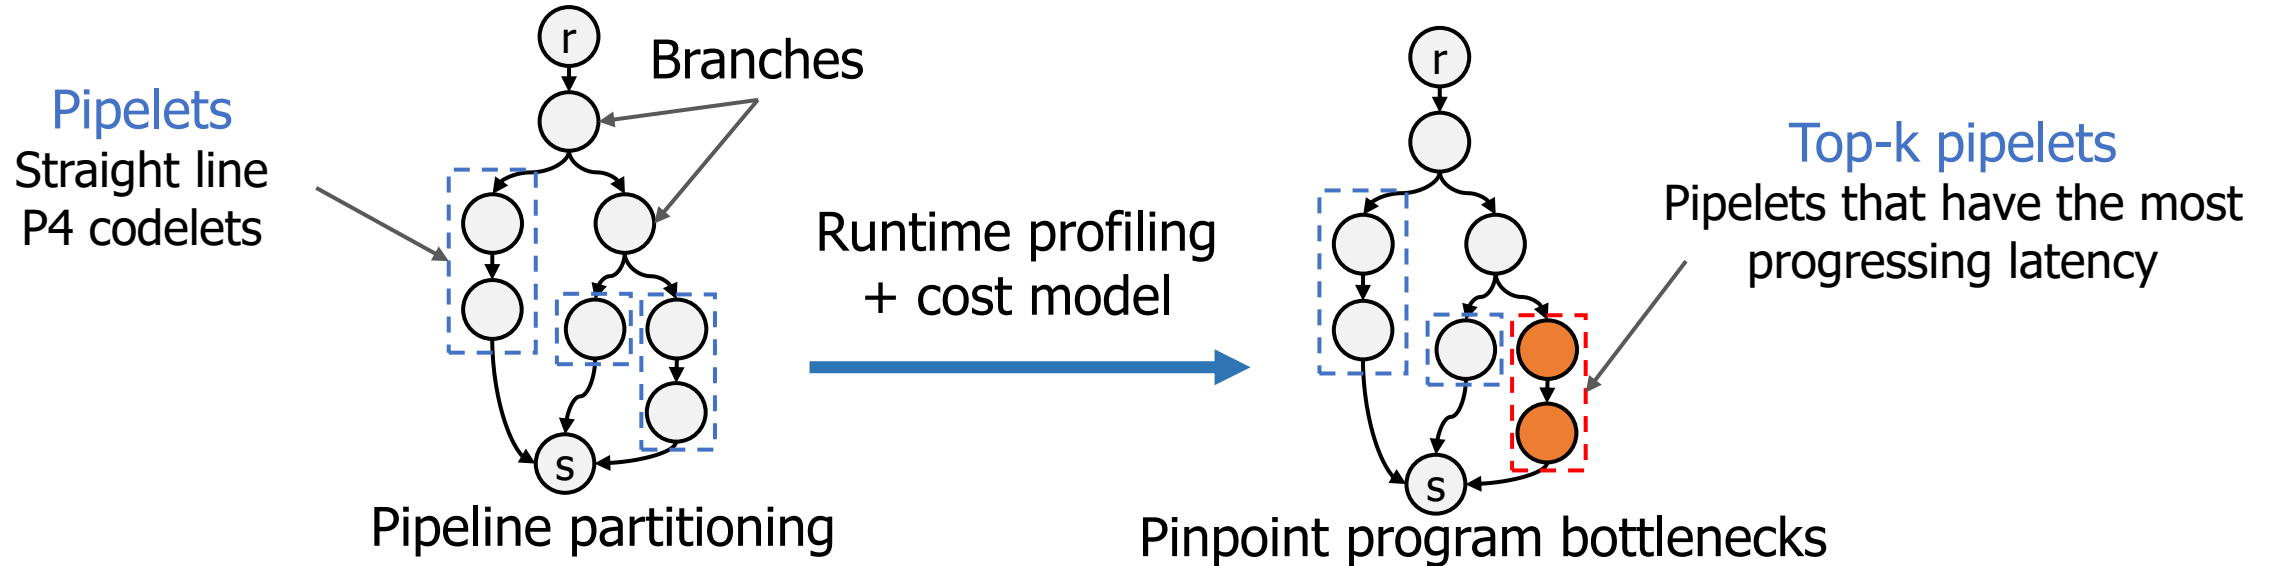 r
Branches
Pipelets
Straight line
P4 codelets
s
Pipeline partitioning
Runtime profiling
+ cost model
r
Top-k pipelets
Pipelets that have the most
progressing latency
s
Pinpoint program bottlenecks